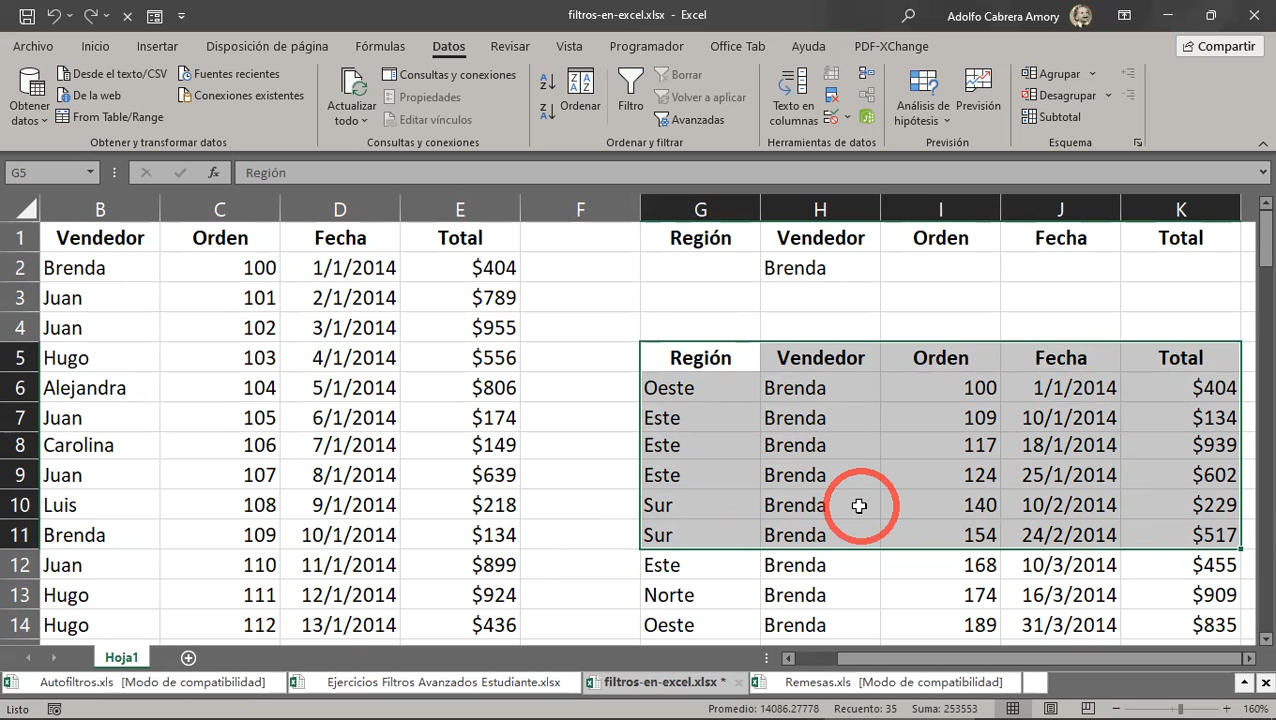 filtros-en-excel.xlsx - Excel
Adolfo Cabrera Amory
Archivo Inicio Insertar Disposición de página Fórmulas Datos Revisar Vista Programador Office Tab Ayuda PDF-XChange Compartir
Obtener datos
Desde el texto/CSV
De la web
From Table/Range
Fuentes recientes
Conexiones existentes
Obtener y transformar datos
Actualizar todo
Consultas y conexiones
Propiedades
Editar vínculos
Consultas y conexiones
Ordenar
Filtro
Borrar
Volver a aplicar
Avanzadas
Ordenar y filtrar
Texto en columnas
Herramientas de datos
Análisis de hipótesis
Previsión
Previsión
Agrupar
Desagrupar
Subtotal
Esquema
G5 fx Región
B C D E F G H I J K
1 Vendedor Orden Fecha Total Región Vendedor Orden Fecha Total
2 Brenda 100 1/1/2014 $404 Brenda
3 Juan 101 2/1/2014 $789
4 Juan 102 3/1/2014 $955
5 Hugo 103 4/1/2014 $556 Región Vendedor Orden Fecha Total
6 Alejandra 104 5/1/2014 $806 Oeste Brenda 100 1/1/2014 $404
7 Juan 105 6/1/2014 $174 Este Brenda 109 10/1/2014 $134
8 Carolina 106 7/1/2014 $149 Este Brenda 117 18/1/2014 $939
9 Juan 107 8/1/2014 $639 Este Brenda 124 25/1/2014 $602
10 Luis 108 9/1/2014 $218 Sur Brenda 140 10/2/2014 $229
11 Brenda 109 10/1/2014 $134 Sur Brenda 154 24/2/2014 $517
12 Juan 110 11/1/2014 $899 Este Brenda 168 10/3/2014 $455
13 Hugo 111 12/1/2014 $924 Norte Brenda 174 16/3/2014 $909
14 Hugo 112 13/1/2014 $436 Oeste Brenda 189 31/3/2014 $835
Hoja1
Autofiltros.xls [Modo de compatibilidad] Ejercicios Filtros Avanzados Estudiante.xlsx filtros-en-excel.xlsx * Remesas.xls [Modo de compatibilidad]
Listo Promedio: 14086.27778 Recuento: 35 Suma: 253553 160%